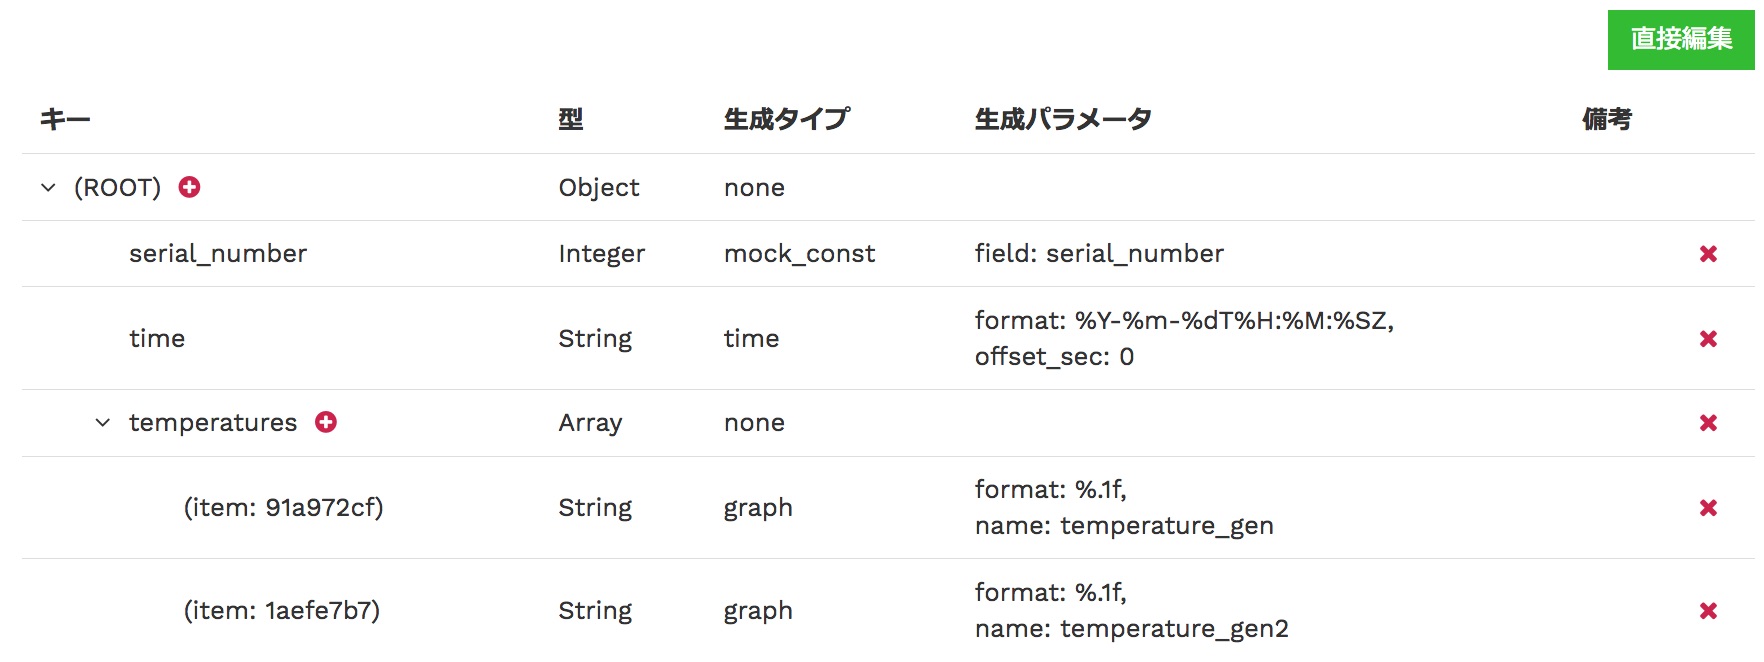 直接編集
キー 型 生成タイプ 生成パラメータ 備考
(ROOT) Object none
serial_number Integer mock_const field: serial_number
time String time format: %Y-%m-%dT%H:%M:%SZ,
offset_sec: 0
temperatures Array none
(item: 91a972cf) String graph format: %.1f,
name: temperature_gen
(item: 1aefe7b7) String graph format: %.1f,
name: temperature_gen2